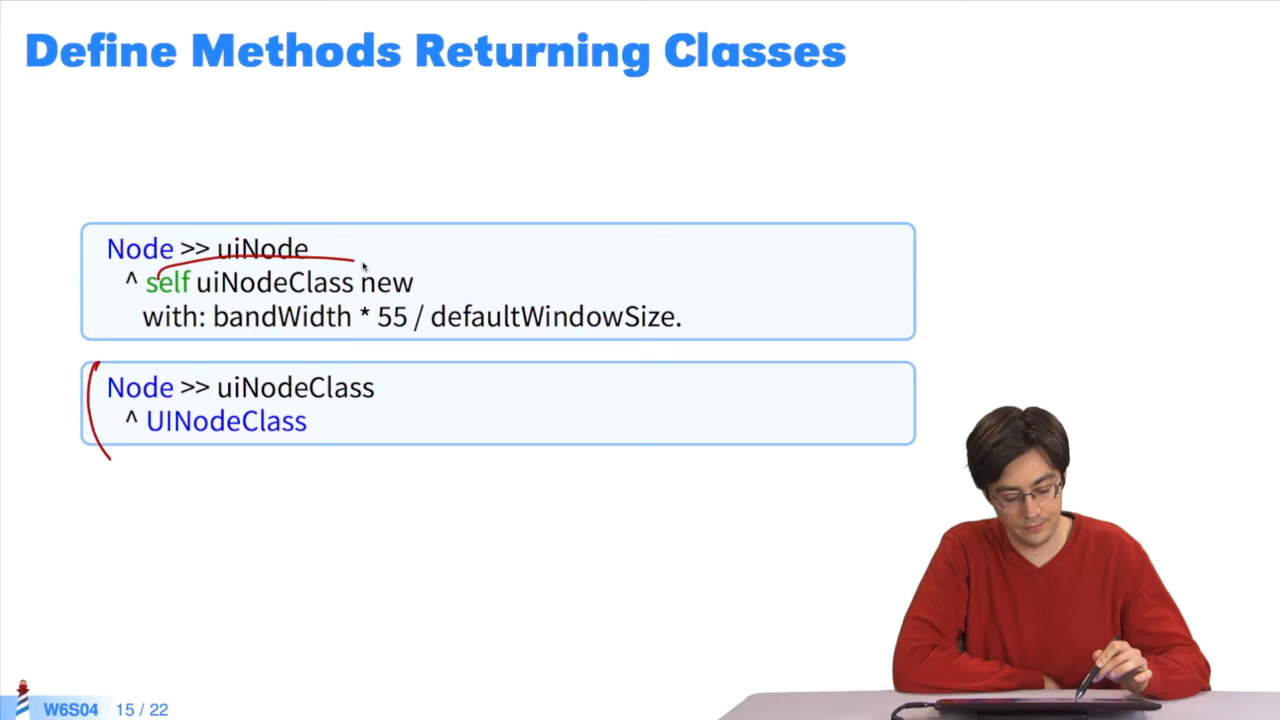 Define Methods Returning Classes
Node >> uiNode
^ self uiNodeClass new
with: bandWidth * 55 / defaultWindowSize.
Node >> uiNodeClass
^ UINodeClass
W6S04 15 / 22